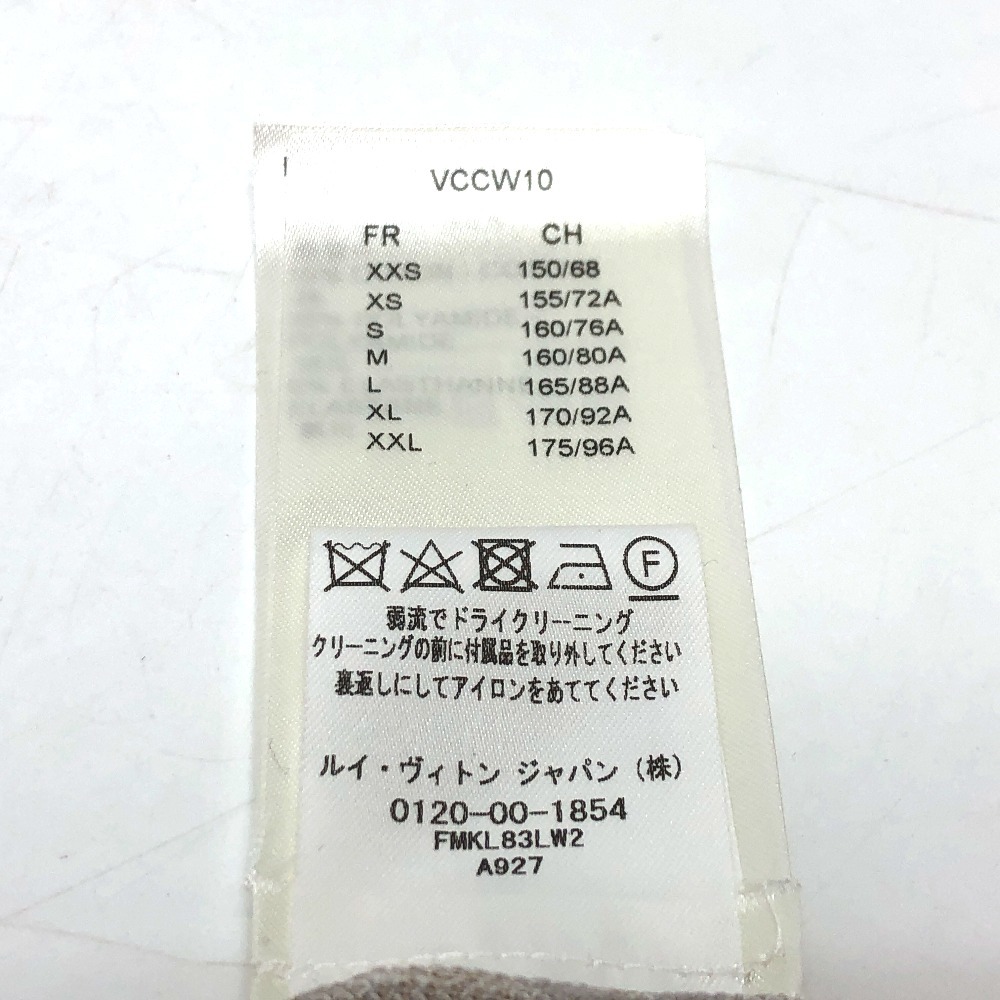 VCCW10
FR CH
XXS 150/68
XS 155/72A
S 160/76A
M 160/80A
L 165/88A
XL 170/92A
XXL 175/96A
F
弱流でドライクリーニング
クリーニングの前に付属品を取り外してください
裏返しにしてアイロンをあててください
ルイ・ヴィトン ジャパン (株)
0120-00-1854
FMKL83LW2
A927